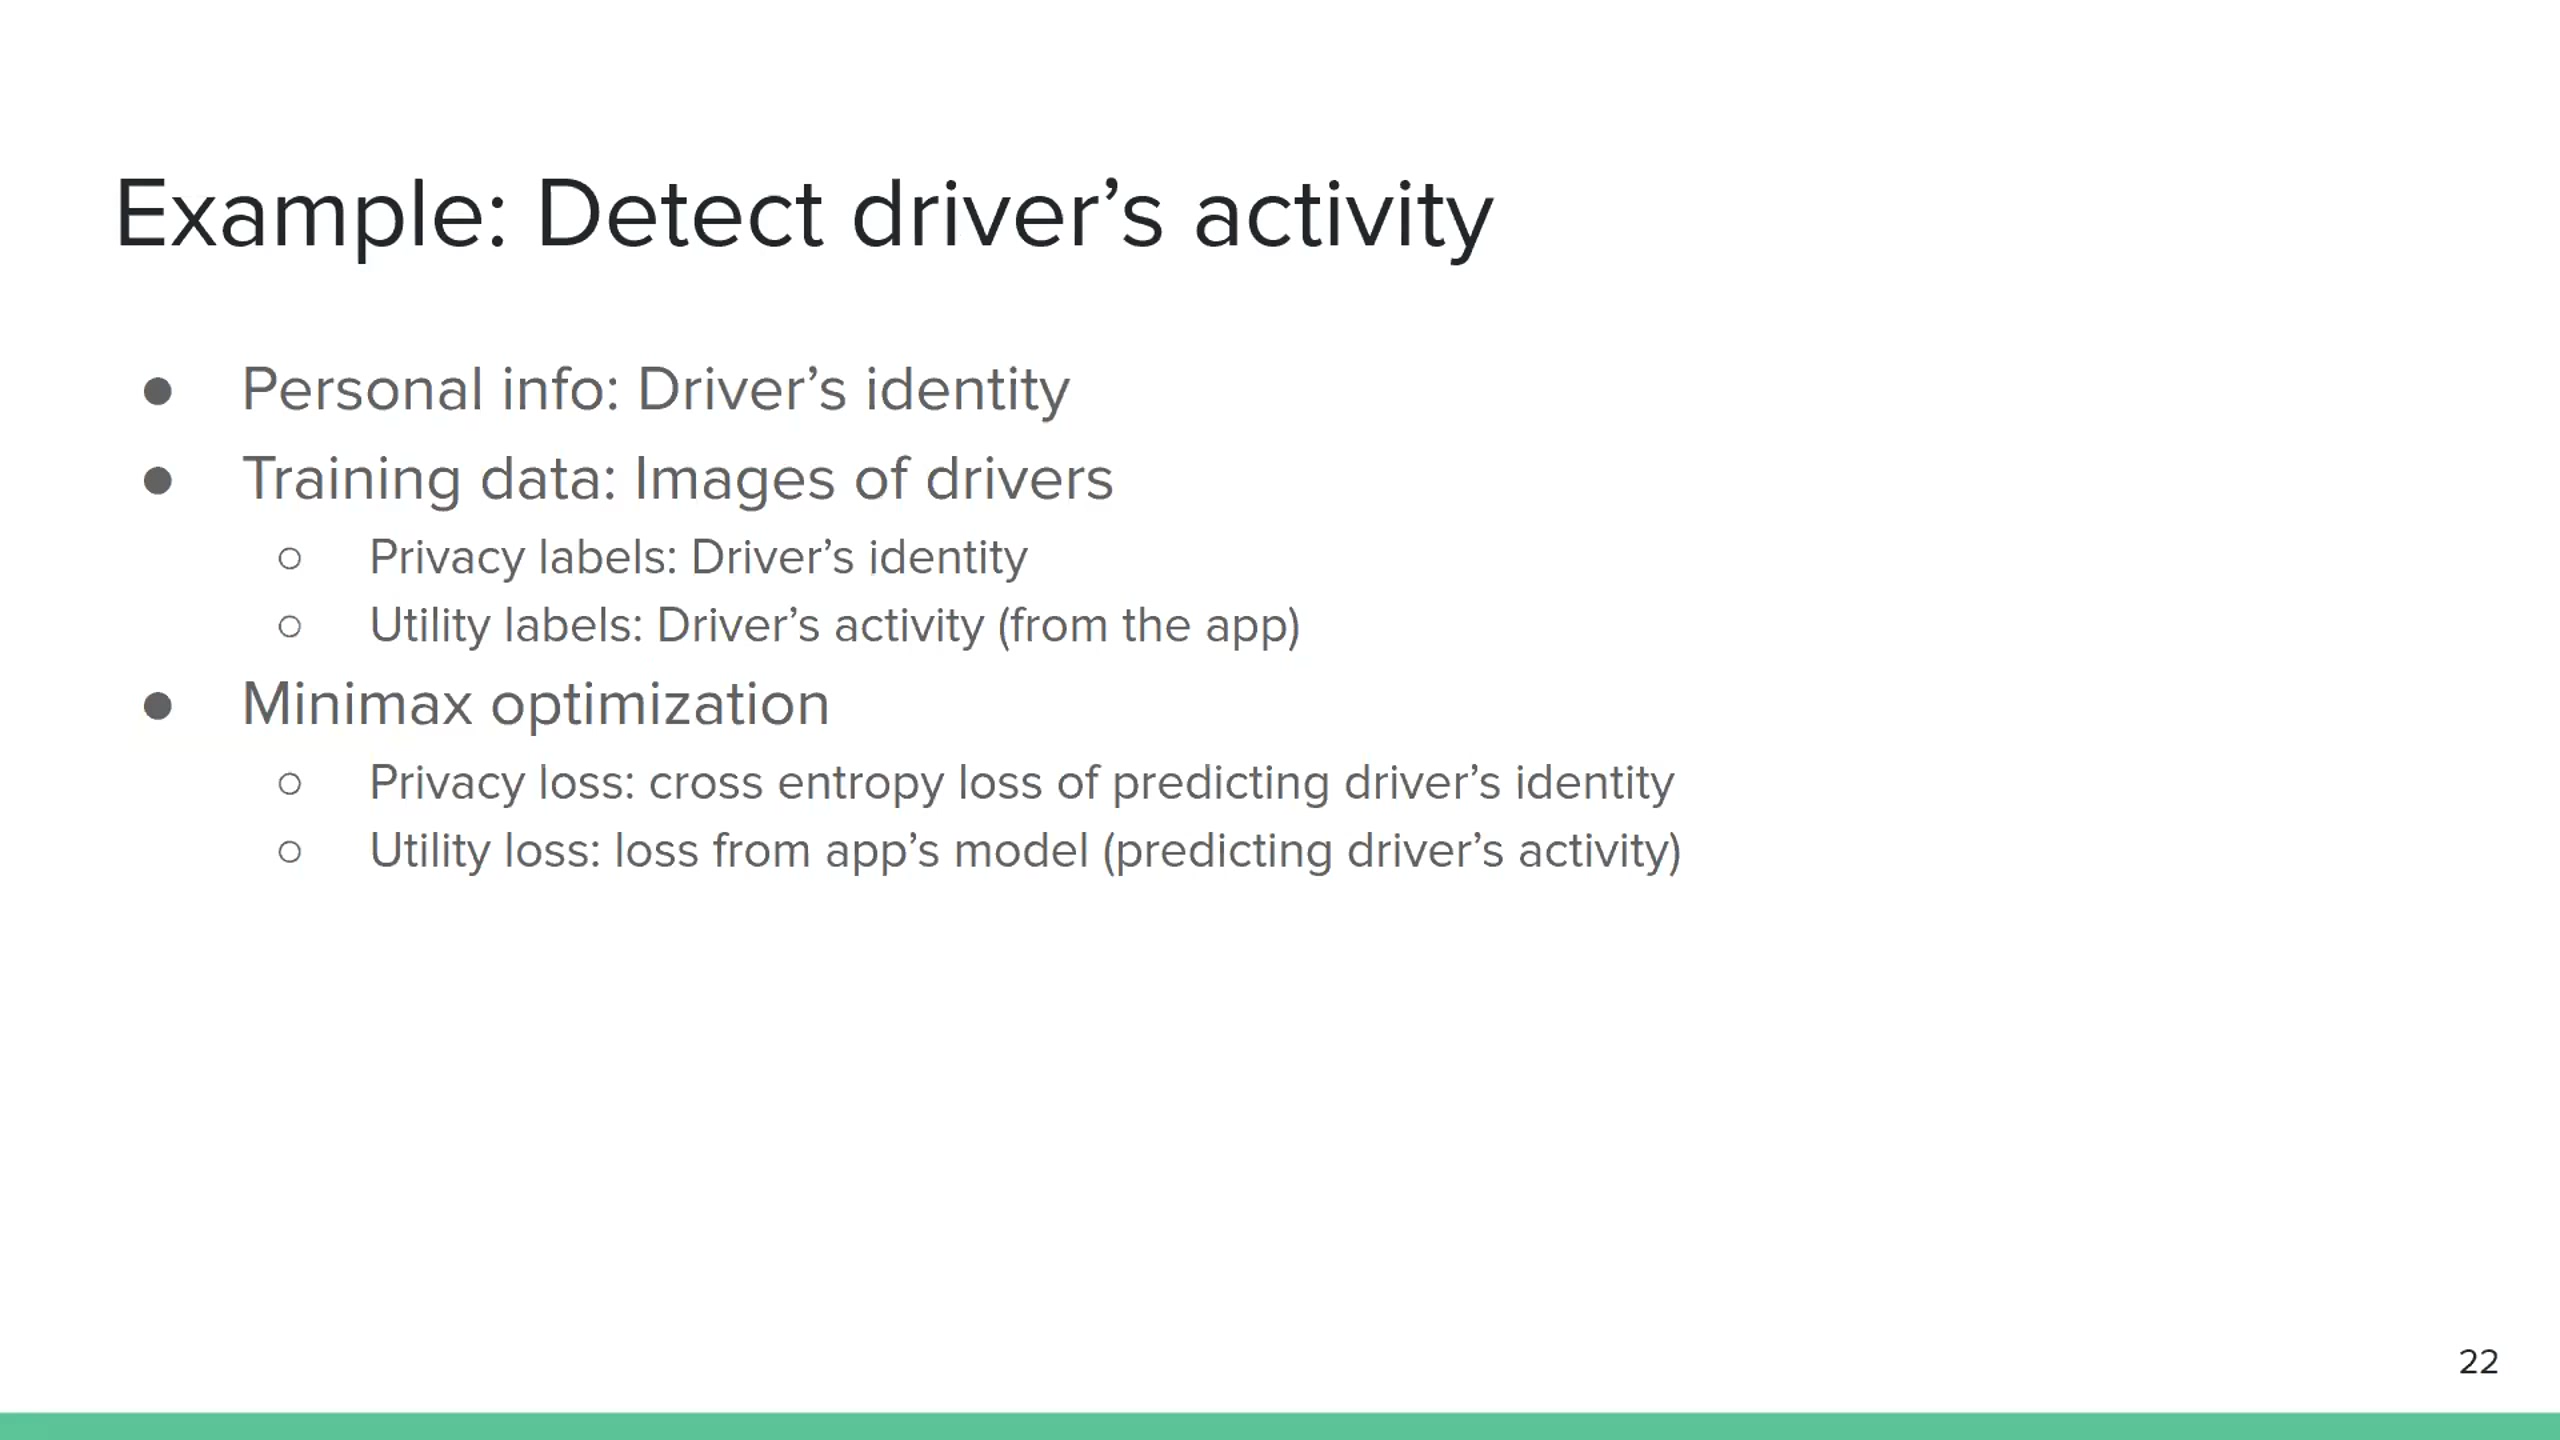 Example: Detect driver’s activity
● Personal info: Driver’s identity
● Training data: Images of drivers
○ Privacy labels: Driver’s identity
○ Utility labels: Driver’s activity (from the app)
● Minimax optimization
○ Privacy loss: cross entropy loss of predicting driver’s identity
○ Utility loss: loss from app’s model (predicting driver’s activity)
22